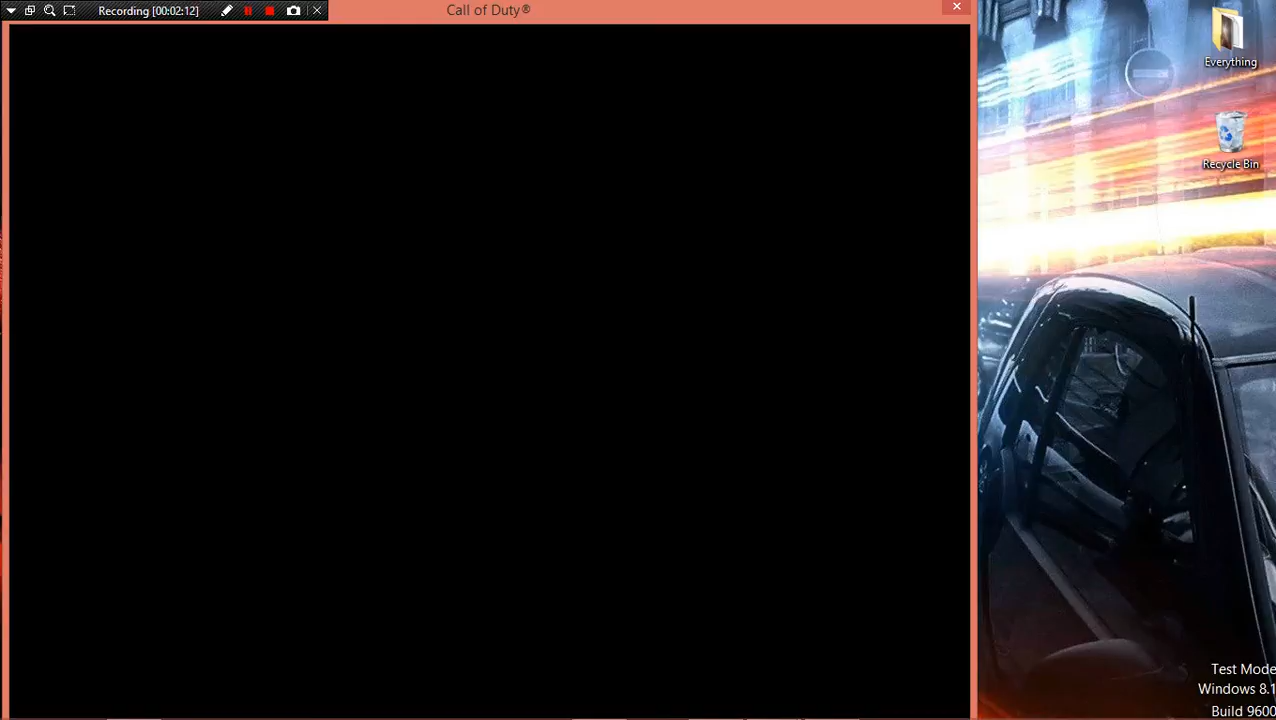 Recording [00:02:12]
Call of Duty®
Everything
Recycle Bin
Test Mode
Windows 8.1
Build 9600